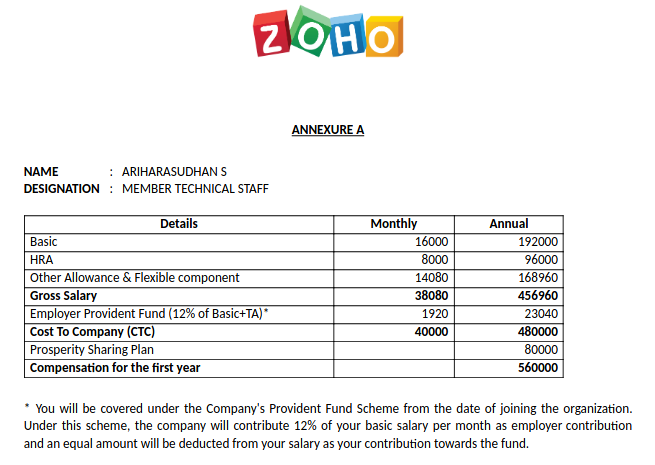 ZOHO
ANNEXURE A
NAME : ARIHARASUDHAN S
DESIGNATION : MEMBER TECHNICAL STAFF
Details Monthly Annual
Basic 16000 192000
HRA 8000 96000
Other Allowance & Flexible component 14080 168960
Gross Salary 38080 456960
Employer Provident Fund (12% of Basic+TA)* 1920 23040
Cost To Company (CTC) 40000 480000
Prosperity Sharing Plan 80000
Compensation for the first year 560000
* You will be covered under the Company's Provident Fund Scheme from the date of joining the organization.
Under this scheme, the company will contribute 12% of your basic salary per month as employer contribution
and an equal amount will be deducted from your salary as your contribution towards the fund.